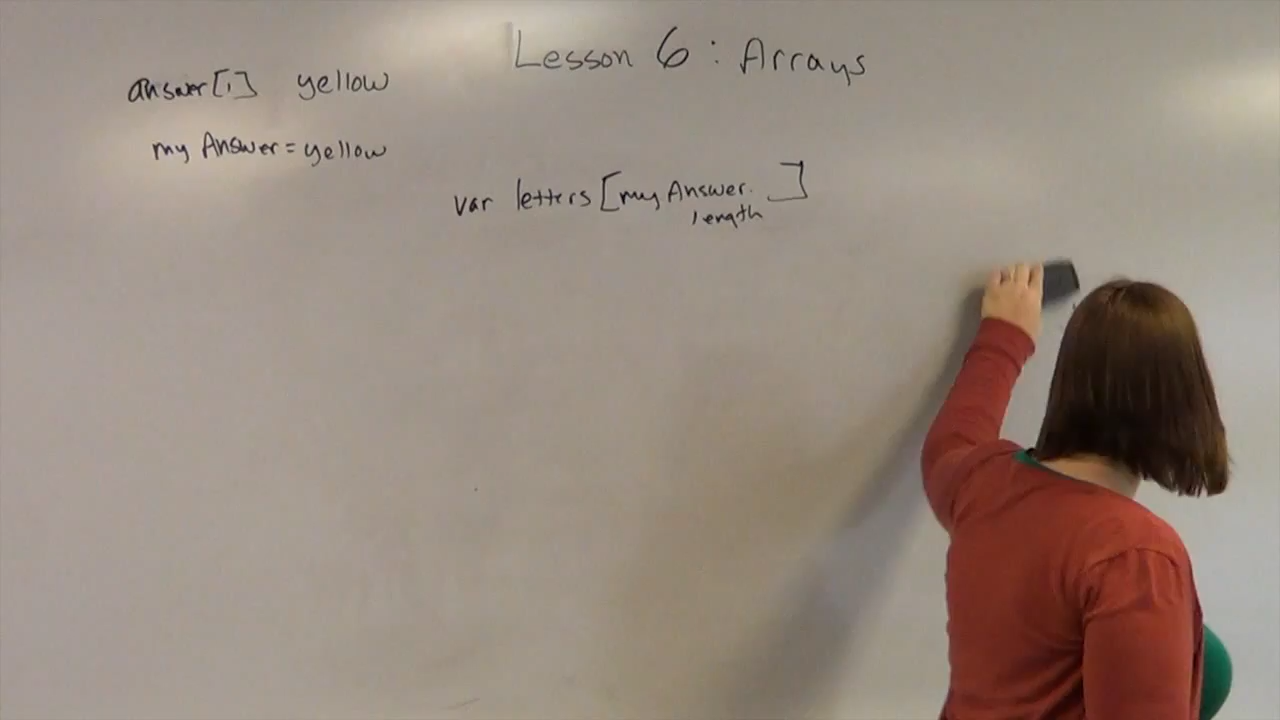 Lesson 6: Arrays
answer[1] yellow
my Answer = yellow
var letters [my Answer. ]
length